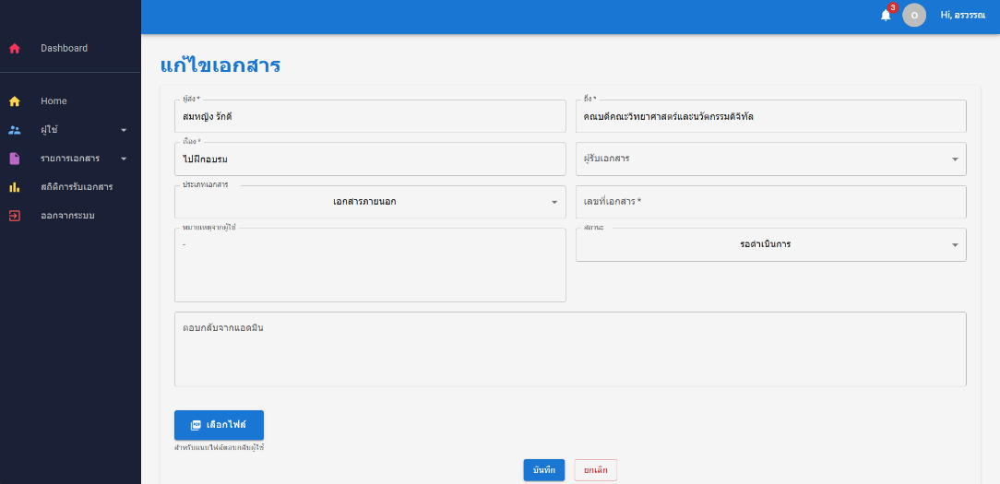 3
O
Hi, อรวรรณ
Dashboard
Home
ผู้ใช้
รายการเอกสาร
สถิติการรับเอกสาร
ออกจากระบบ
แก้ไขเอกสาร
ผู้ส่ง *
สมหญิง รักดี
ถึง *
คณบดีคณะวิทยาศาสตร์และนวัตกรรมดิจิทัล
เรื่อง *
ไปฝึกอบรม
ผู้รับเอกสาร
ประเภทเอกสาร
เอกสารภายนอก
เลขที่เอกสาร *
หมายเหตุจากผู้ใช้
-
สถานะ
รอดำเนินการ
ตอบกลับจากแอดมิน
PDF เลือกไฟล์
สำหรับแนบไฟล์ตอบกลับผู้ใช้
บันทึก
ยกเลิก